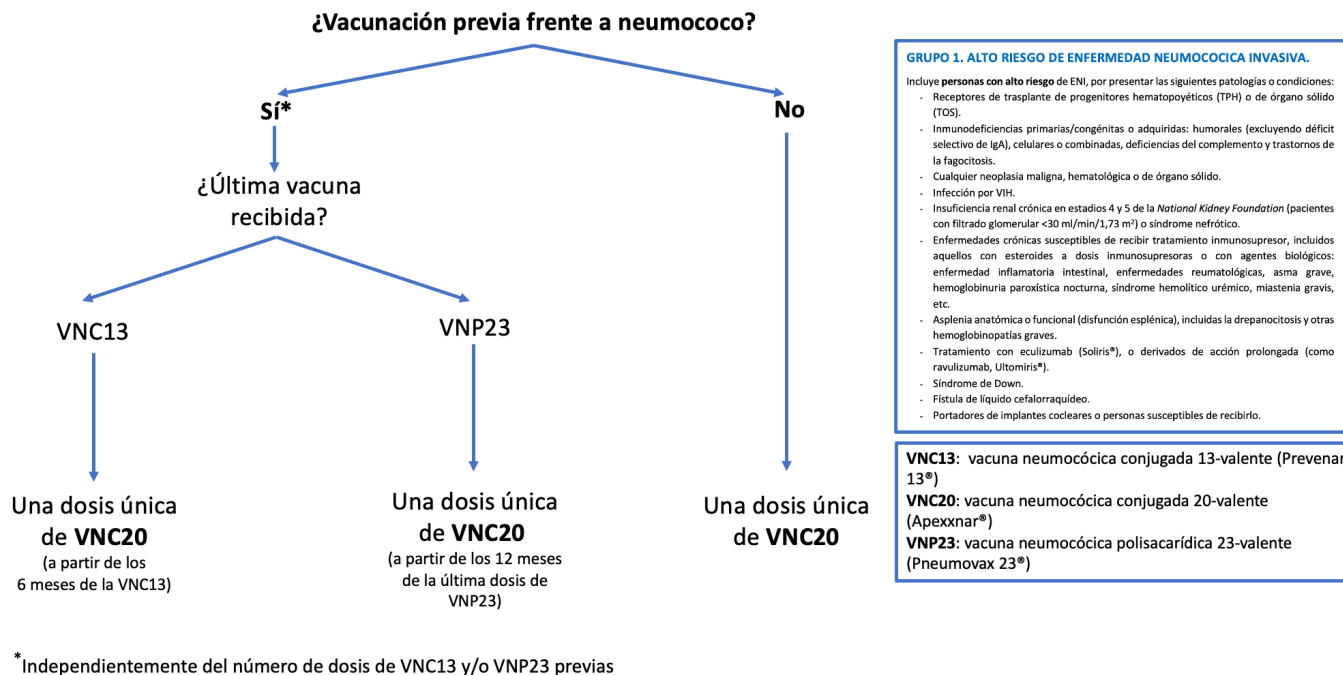 ¿Vacunación previa frente a neumococo?
Sí*
No
¿Última vacuna
recibida?
VNC13
VNP23
Una dosis única
de VNC20
(a partir de los
6 meses de la VNC13)
Una dosis única
de VNC20
(a partir de los 12 meses
de la última dosis de
VNP23)
Una dosis única
de VNC20
*Independientemente del número de dosis de VNC13 y/o VNP23 previas
GRUPO 1. ALTO RIESGO DE ENFERMEDAD NEUMOCOCICA INVASIVA.
Incluye personas con alto riesgo de ENI, por presentar las siguientes patologías o condiciones:
- Receptores de trasplante de progenitores hematopoyéticos (TPH) o de órgano sólido
(TOS).
- Inmunodeficiencias primarias/congénitas o adquiridas: humorales (excluyendo déficit
selectivo de IgA), celulares o combinadas, deficiencias del complemento y trastornos de
la fagocitosis.
- Cualquier neoplasia maligna, hematológica o de órgano sólido.
- Infección por VIH.
- Insuficiencia renal crónica en estadios 4 y 5 de la National Kidney Foundation (pacientes
con filtrado glomerular <30 ml/min/1,73 m²) o síndrome nefrótico.
- Enfermedades crónicas susceptibles de recibir tratamiento inmunosupresor, incluidos
aquellos con esteroides a dosis inmunosupresoras o con agentes biológicos:
enfermedad inflamatoria intestinal, enfermedades reumatológicas, asma grave,
hemoglobinuria paroxística nocturna, síndrome hemolítico urémico, miastenia gravis,
etc.
- Asplenia anatómica o funcional (disfunción esplénica), incluidas la drepanocitosis y otras
hemoglobinopatías graves.
- Tratamiento con eculizumab (Soliris®), o derivados de acción prolongada (como
ravulizumab, Ultomiris®).
- Síndrome de Down.
- Fístula de líquido cefalorraquídeo.
- Portadores de implantes cocleares o personas susceptibles de recibirlo.
VNC13: vacuna neumocócica conjugada 13-valente (Prevenar
13®)
VNC20: vacuna neumocócica conjugada 20-valente
(Apexxnar®)
VNP23: vacuna neumocócica polisacarídica 23-valente
(Pneumovax 23®)